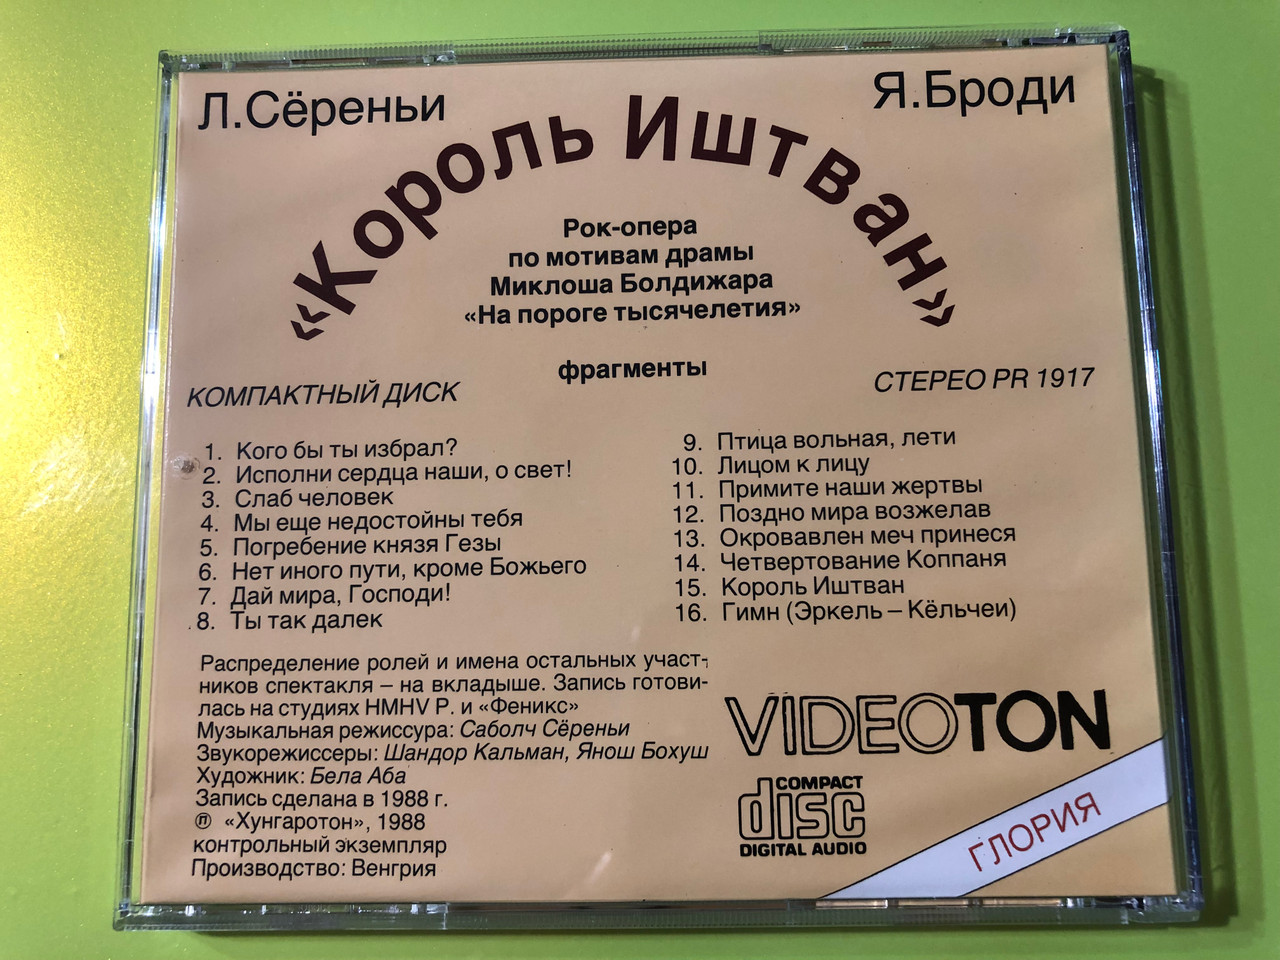 Л.Сёреньи
Я.Броди
«Король Иштван»
Рок-опера
по мотивам драмы
Миклоша Болдижара
«На пороге тысячелетия»
фрагменты
КОМПАКТНЫЙ ДИСК
СТЕРЕО PR 1917
1. Кого бы ты избрал?
2. Исполни сердца наши, о свет!
3. Слаб человек
4. Мы еще недостойны тебя
5. Погребение князя Гезы
6. Нет иного пути, кроме Божьего
7. Дай мира, Господи!
8. Ты так далек
9. Птица вольная, лети
10. Лицом к лицу
11. Примите наши жертвы
12. Поздно мира возжелав
13. Окровавлен меч принеся
14. Четвертование Коппаня
15. Король Иштван
16. Гимн (Эркель – Кёльчеи)
Распределение ролей и имена остальных участ-
ников спектакля – на вкладыше. Запись готови-
лась на студиях HMHV P. и «Феникс»
Музыкальная режиссура: Саболч Сёреньи
Звукорежиссеры: Шандор Кальман, Янош Бохуш
Художник: Бела Аба
Запись сделана в 1988 г.
Ⓟ «Хунгаротон», 1988
контрольный экземпляр
Производство: Венгрия
VIDEOTON
COMPACT
disc
DIGITAL AUDIO
ГЛОРИЯ